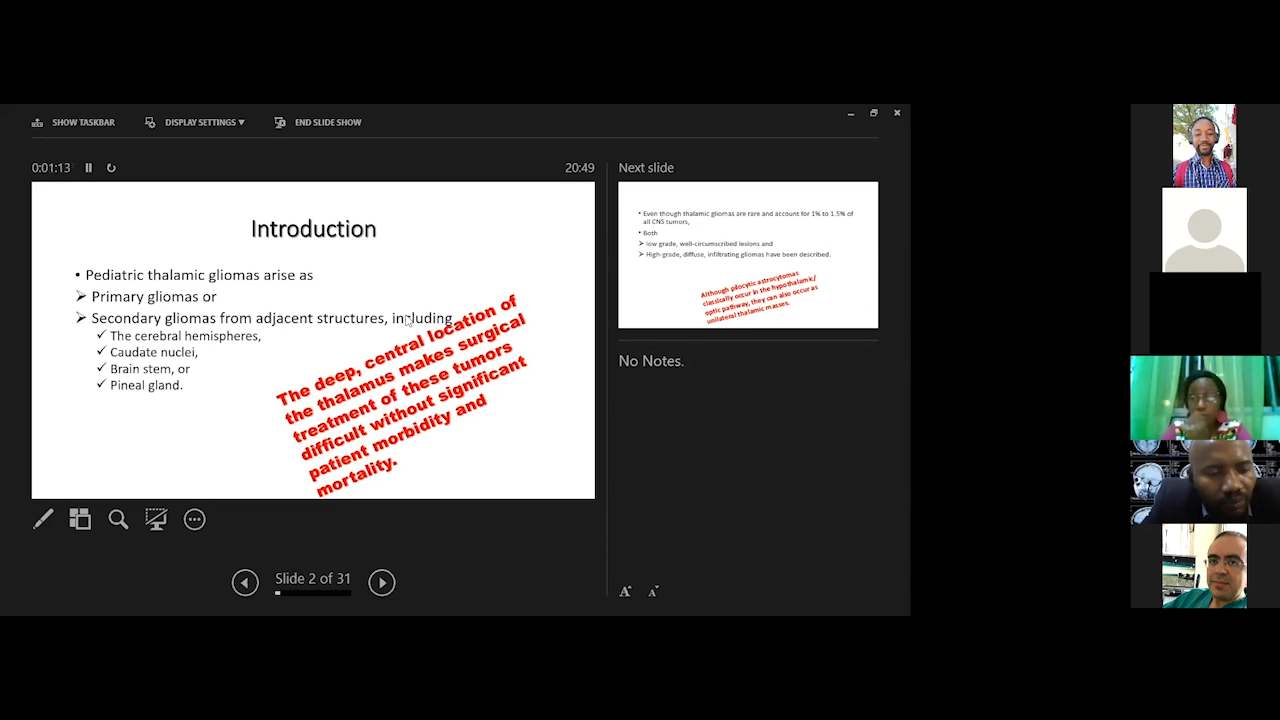 SHOW TASKBAR
DISPLAY SETTINGS ▼
END SLIDE SHOW
0:01:13
20:49
Introduction
• Pediatric thalamic gliomas arise as
➢ Primary gliomas or
➢ Secondary gliomas from adjacent structures, including
✓ The cerebral hemispheres,
✓ Caudate nuclei,
✓ Brain stem, or
✓ Pineal gland.
The deep, central location of
the thalamus makes surgical
treatment of these tumors
difficult without significant
patient morbidity and
mortality.
Slide 2 of 31
Next slide
• Even though thalamic gliomas are rare and account for 1% to 1.5% of
all CNS tumors,
• Both
➢ low grade, well-circumscribed lesions and
➢ High-grade, diffuse, infiltrating gliomas have been described.
Although pilocytic astrocytomas
classically occur in the hypothalamic/
optic pathway, they can also occur as
unilateral thalamic masses.
No Notes.
A A